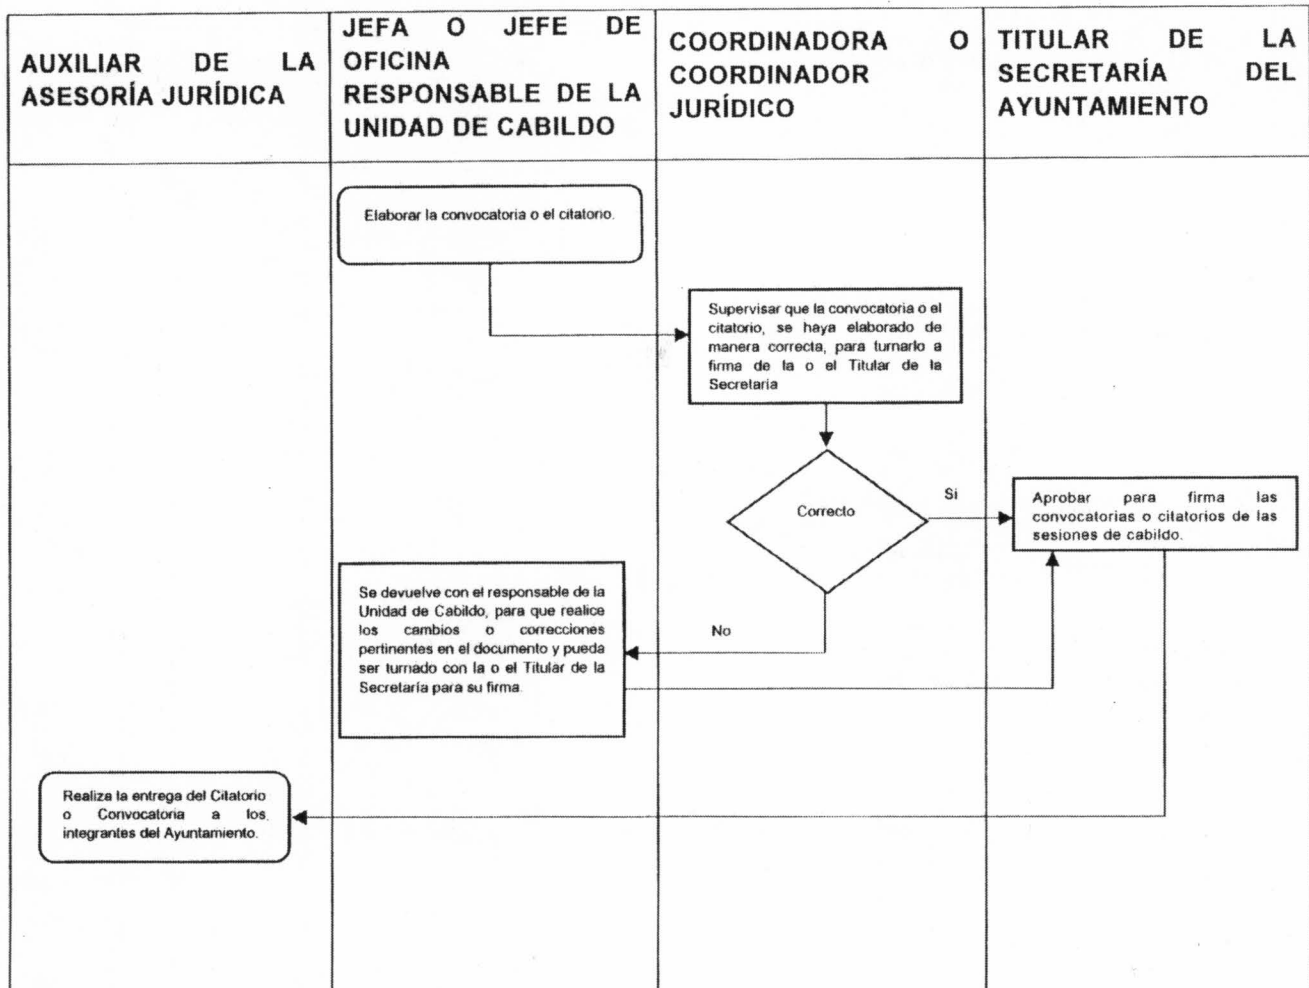 AUXILIAR DE LA
ASESORÍA JURÍDICA
JEFA O JEFE DE
OFICINA
RESPONSABLE DE LA
UNIDAD DE CABILDO
COORDINADORA O
COORDINADOR
JURÍDICO
TITULAR DE LA
SECRETARÍA DEL
AYUNTAMIENTO
Elaborar la convocatoria o el citatorio.
Supervisar que la convocatoria o el
citatorio, se haya elaborado de
manera correcta, para turnarlo a
firma de la o el Titular de la
Secretaria
Correcto
Si
Aprobar para firma las
convocatorias o citatorios de las
sesiones de cabildo.
No
Se devuelve con el responsable de la
Unidad de Cabildo, para que realice
los cambios o correcciones
pertinentes en el documento y pueda
ser turnado con la o el Titular de la
Secretaría para su firma.
Realiza la entrega del Citatorio
o Convocatoria a los
integrantes del Ayuntamiento.